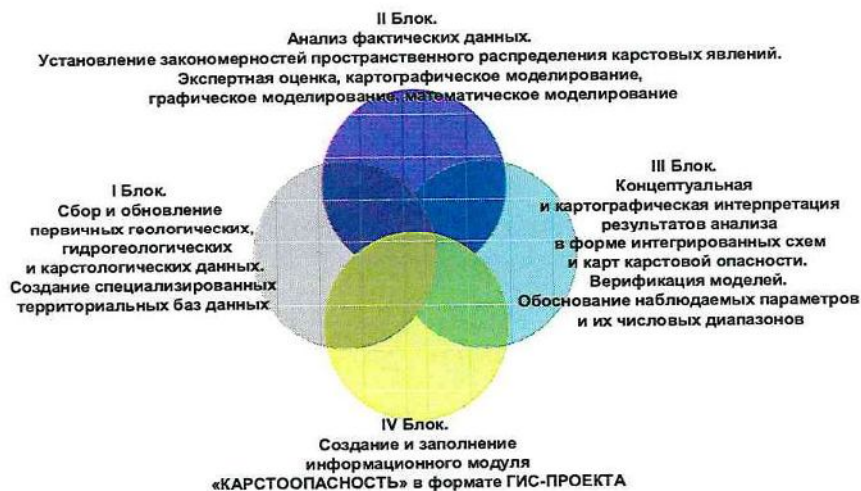 II Блок.
Анализ фактических данных.
Установление закономерностей пространственного распределения карстовых явлений.
Экспертная оценка, картографическое моделирование,
графическое моделирование, математическое моделирование
I Блок.
Сбор и обновление
первичных геологических,
гидрогеологических
и карстологических данных.
Создание специализированных
территориальных баз данных
III Блок.
Концептуальная
и картографическая интерпретация
результатов анализа
в форме интегрированных схем
и карт карстовой опасности.
Верификация моделей.
Обоснование наблюдаемых параметров
и их числовых диапазонов
IV Блок.
Создание и заполнение
информационного модуля
«КАРСТООПАСНОСТЬ» в формате ГИС-ПРОЕКТА